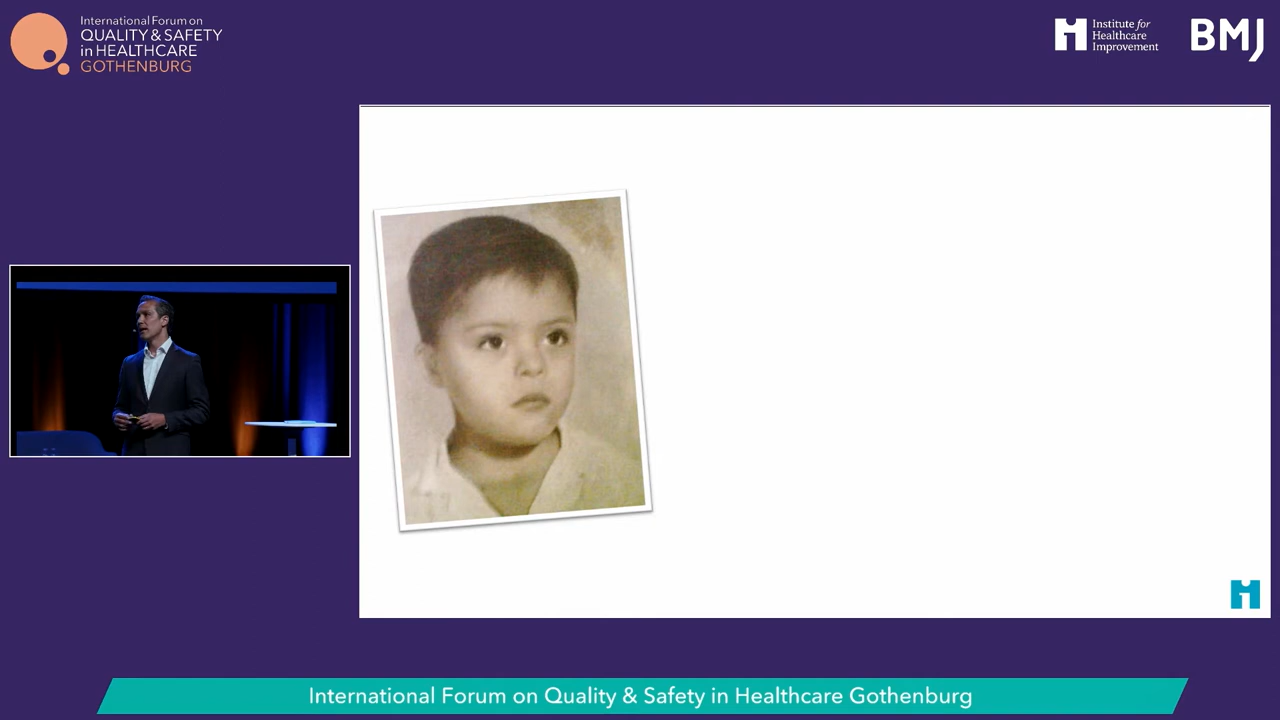 International Forum on
QUALITY & SAFETY
in HEALTHCARE
GOTHENBURG
Institute for
Healthcare
Improvement
BMJ
International Forum on Quality & Safety in Healthcare Gothenburg